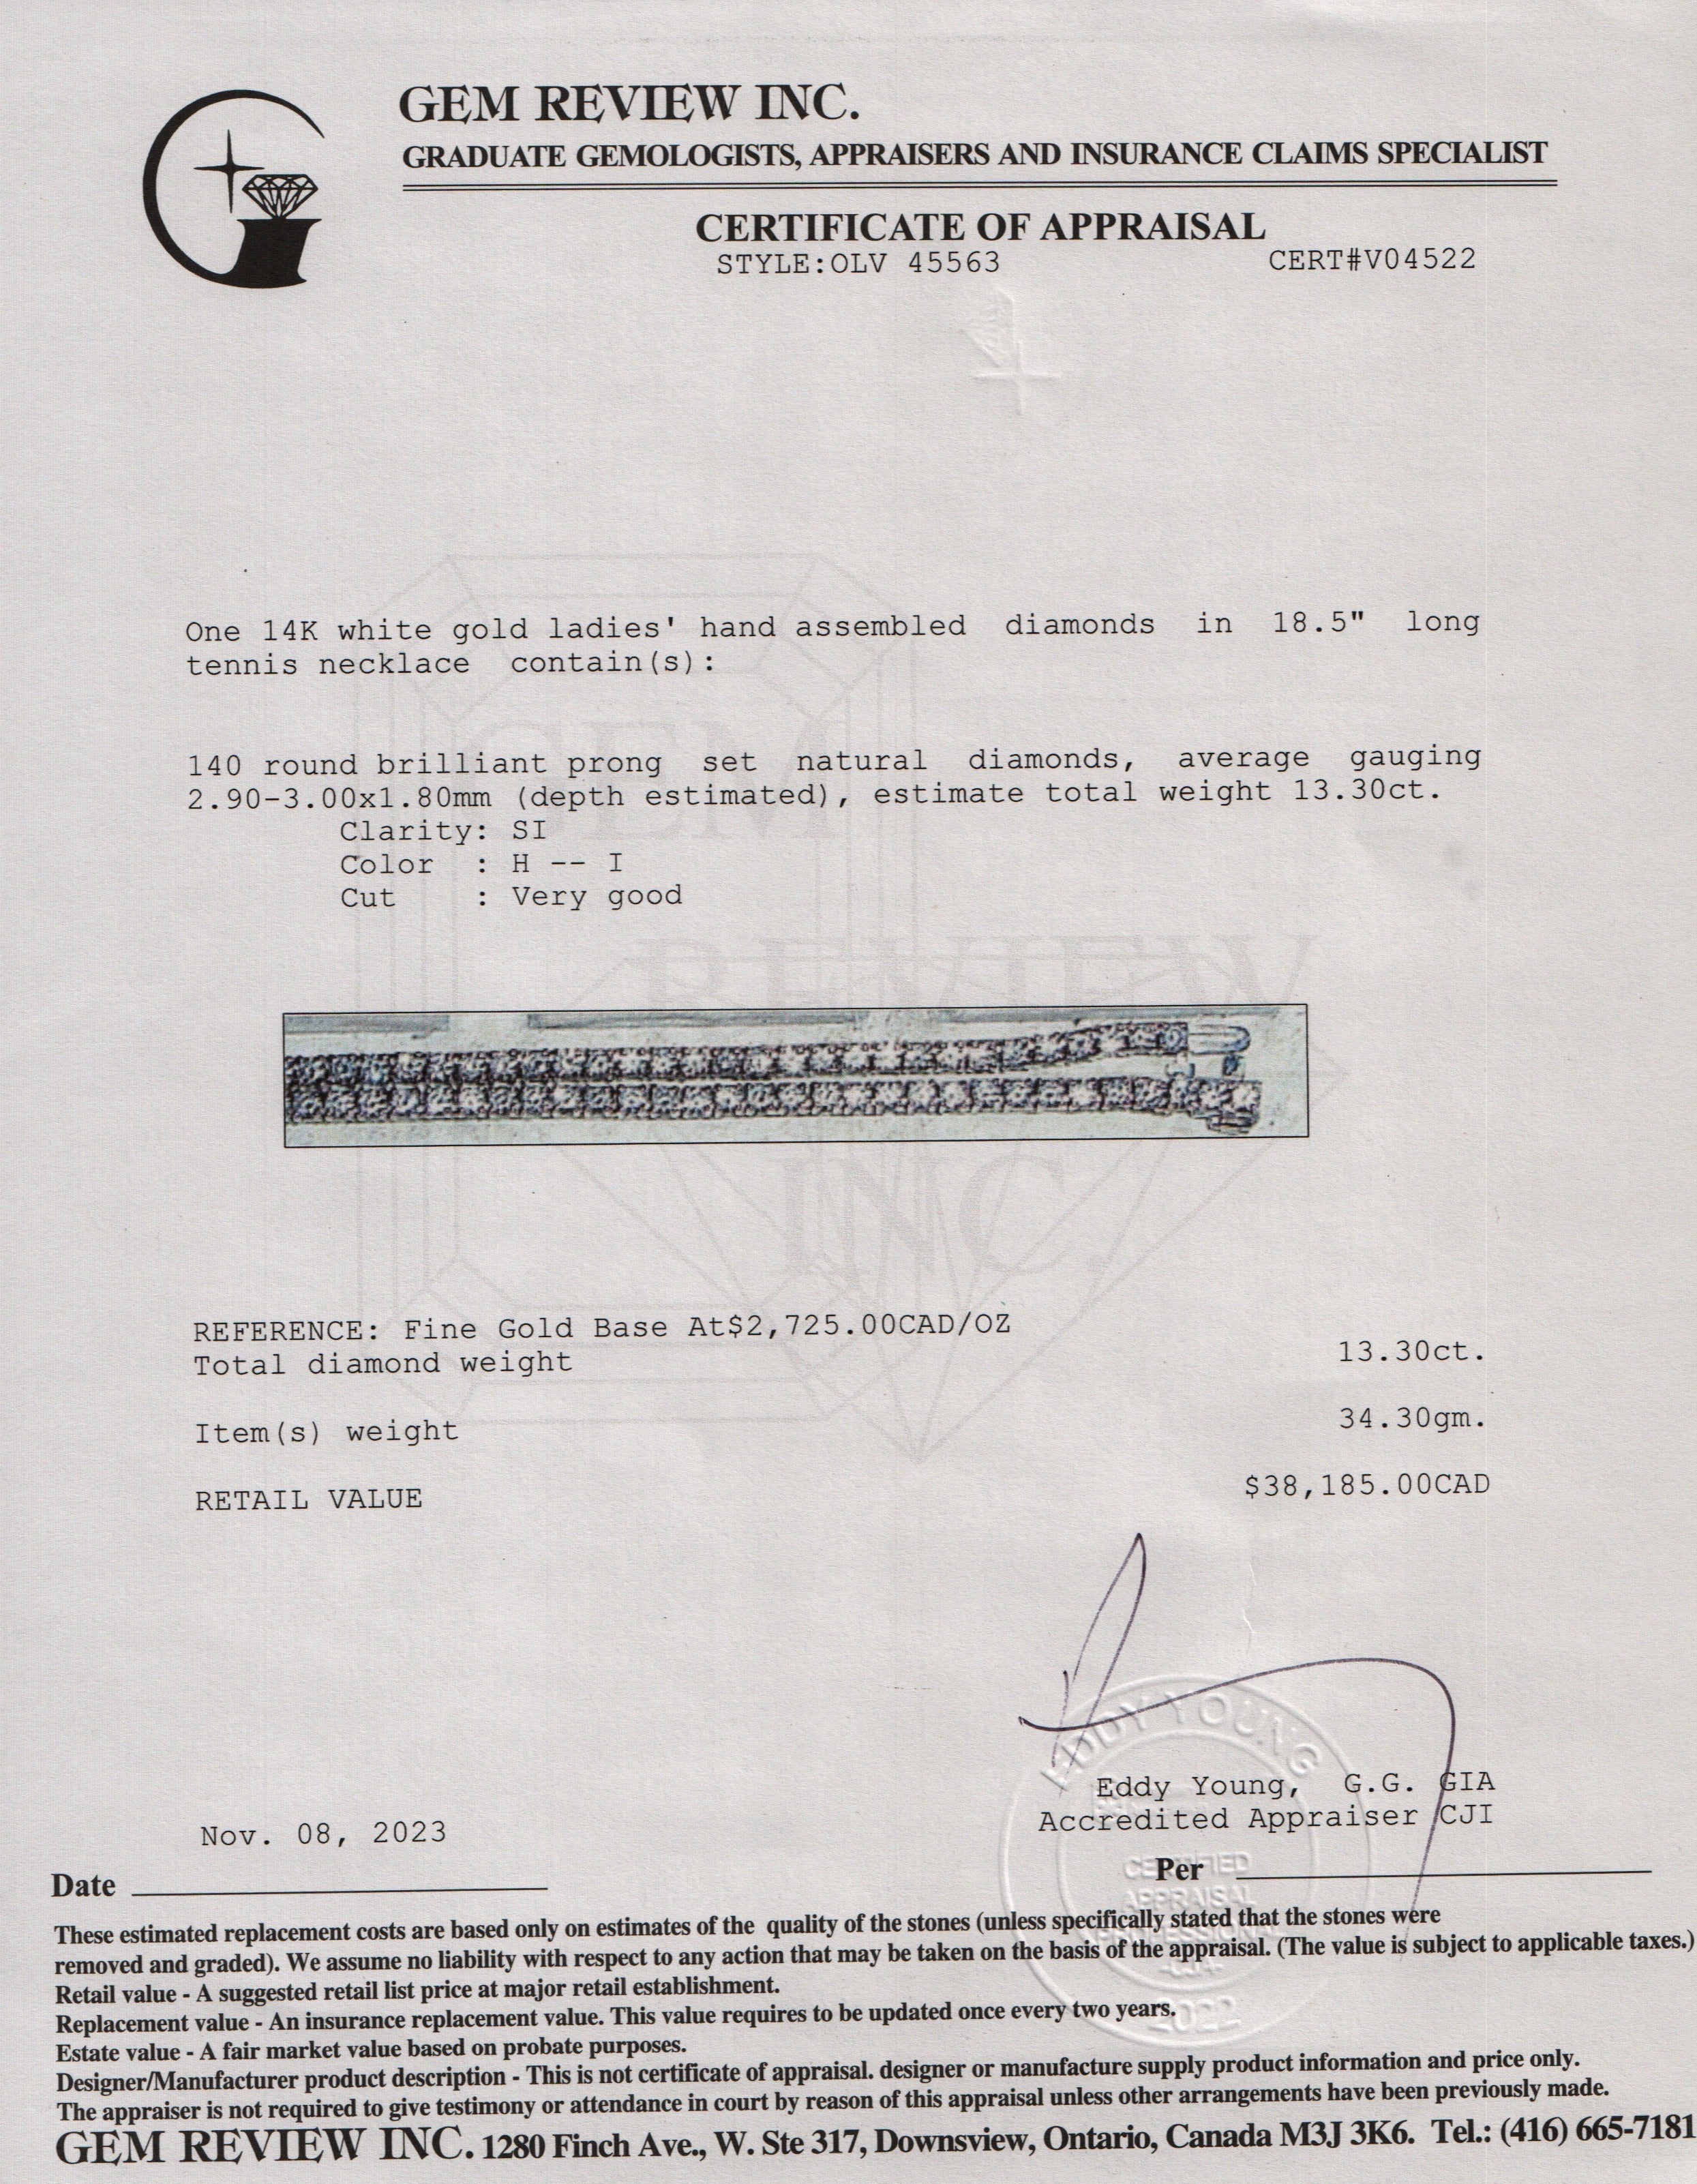 GEM REVIEW INC.
GRADUATE GEMOLOGISTS, APPRAISERS AND INSURANCE CLAIMS SPECIALIST
CERTIFICATE OF APPRAISAL
STYLE:OLV 45563 CERT#V04522
One 14K white gold ladies' hand assembled diamonds in 18.5" long
tennis necklace contain(s):
140 round brilliant prong set natural diamonds, average gauging
2.90-3.00x1.80mm (depth estimated), estimate total weight 13.30ct.
Clarity: SI
Color : H -- I
Cut : Very good
GEM
REVIEW
INC.
REFERENCE: Fine Gold Base At$2,725.00CAD/OZ
Total diamond weight 13.30ct.
Item(s) weight 34.30gm.
RETAIL VALUE $38,185.00CAD
EDDY YOUNG
Eddy Young, G.G. GIA
Accredited Appraiser CJI
Nov. 08, 2023
Date
Per
CERTIFIED
APPRAISAL
PROFESSIONAL
2022
These estimated replacement costs are based only on estimates of the quality of the stones (unless specifically stated that the stones were
removed and graded). We assume no liability with respect to any action that may be taken on the basis of the appraisal. (The value is subject to applicable taxes.)
Retail value - A suggested retail list price at major retail establishment.
Replacement value - An insurance replacement value. This value requires to be updated once every two years.
Estate value - A fair market value based on probate purposes.
Designer/Manufacturer product description - This is not certificate of appraisal. designer or manufacture supply product information and price only.
The appraiser is not required to give testimony or attendance in court by reason of this appraisal unless other arrangements have been previously made.
GEM REVIEW INC. 1280 Finch Ave., W. Ste 317, Downsview, Ontario, Canada M3J 3K6. Tel.: (416) 665-7181